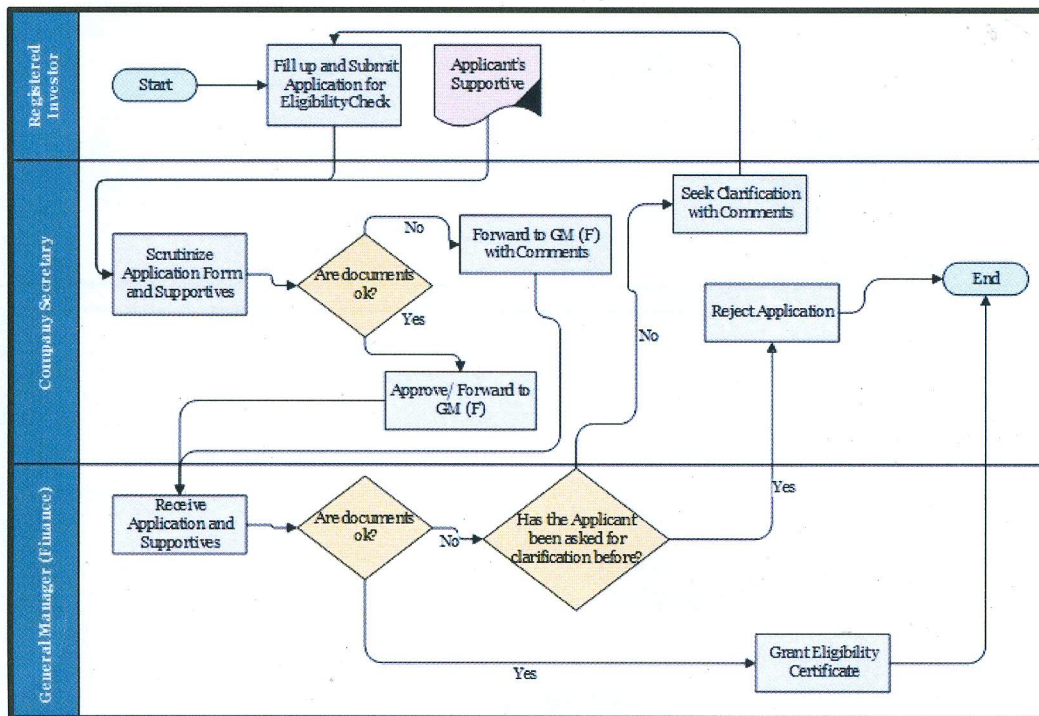 Registered
Investor
Start
Fill up and Submit
Application for
Eligibility Check
Applicant's
Supportive
Company Secretary
Scrutinize
Application Form
and Supportives
Are documents
ok?
No
Yes
Forward to GM (F)
with Comments
Approve/ Forward to
GM (F)
Seek Clarification
with Comments
No
Reject Application
End
General Manager (Finance)
Receive
Application and
Supportives
Are documents
ok?
No
Has the Applicant
been asked for
clarification before?
Yes
Yes
Grant Eligibility
Certificate